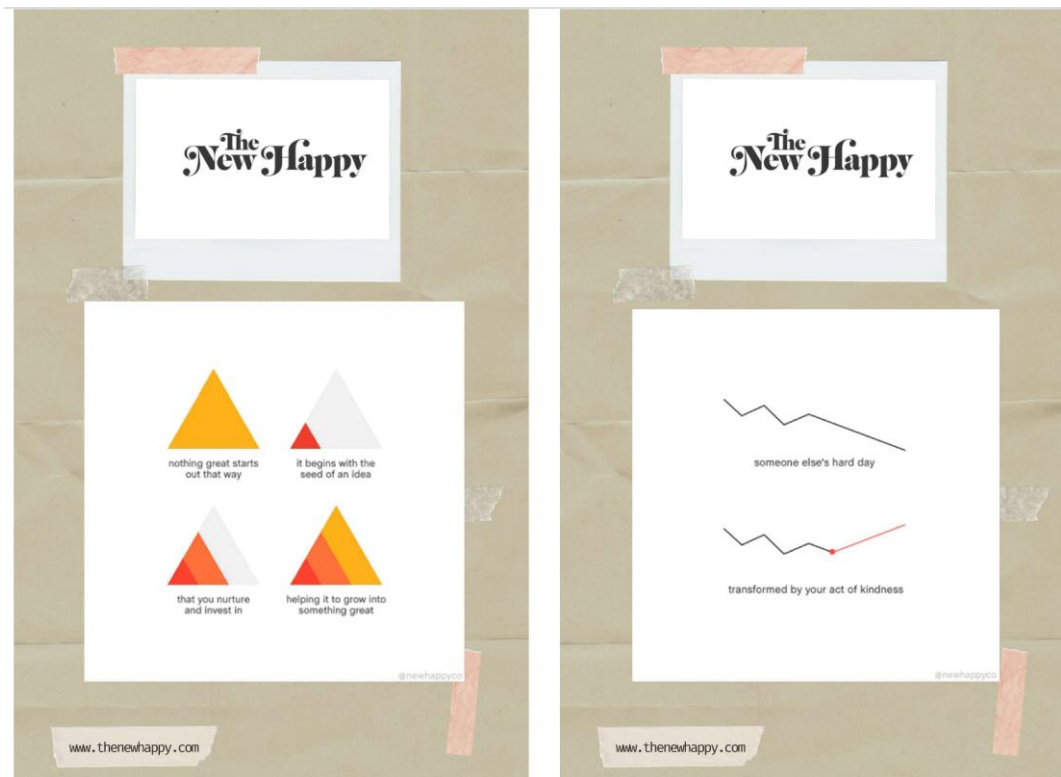 The
New Happy
nothing great starts
out that way
it begins with the
seed of an idea
that you nurture
and invest in
helping it to grow into
something great
@newhappyco
www.thenewhappy.com
The
New Happy
someone else's hard day
transformed by your act of kindness
@newhappyco
www.thenewhappy.com